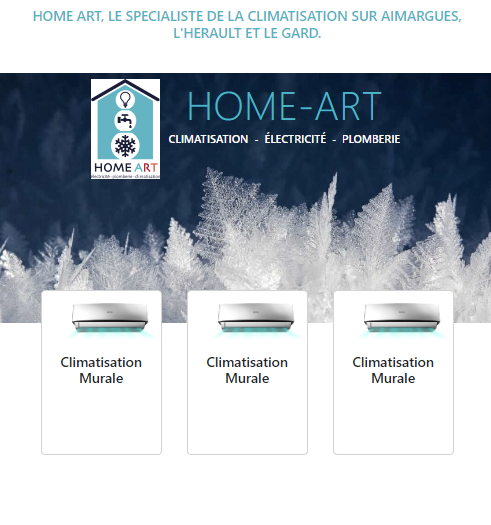 HOME ART, LE SPECIALISTE DE LA CLIMATISATION SUR AIMARGUES,
L'HERAULT ET LE GARD.
HOME-ART
CLIMATISATION - ÉLECTRICITÉ - PLOMBERIE
HOME ART
électricité plomberie climatisation
Climatisation
Murale
Climatisation
Murale
Climatisation
Murale